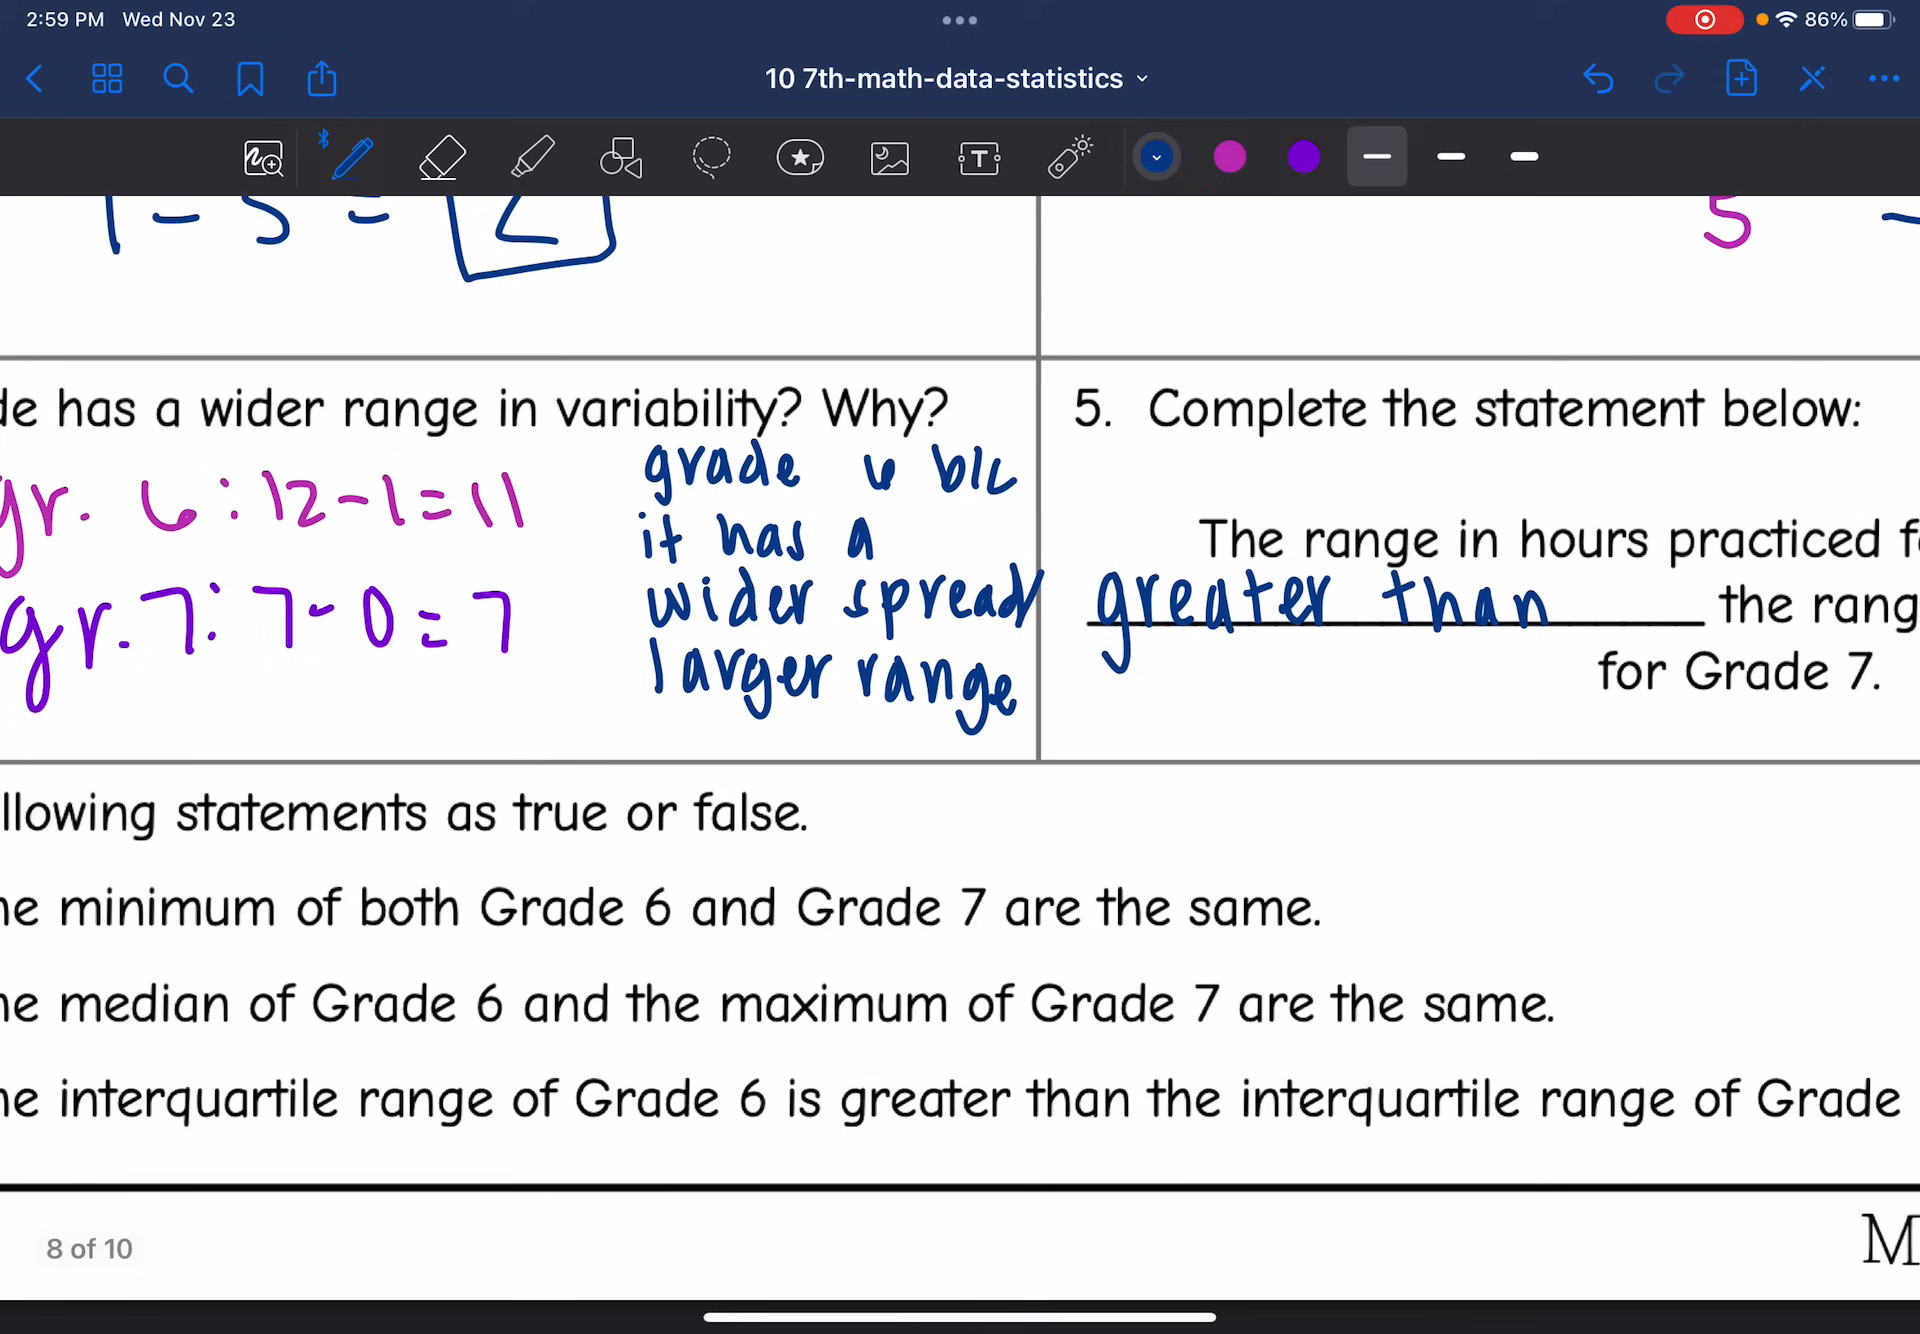 2:59 PM Wed Nov 23
86%
10 7th-math-data-statistics
T
1 - 3 = 2
5
de has a wider range in variability? Why?
gr. 6: 12-1=11
gr. 7: 7-0=7
grade 6 b/c
it has a
wider spread/
larger range
5. Complete the statement below:
The range in hours practiced f
greater than the rang
for Grade 7.
llowing statements as true or false.
he minimum of both Grade 6 and Grade 7 are the same.
he median of Grade 6 and the maximum of Grade 7 are the same.
he interquartile range of Grade 6 is greater than the interquartile range of Grade
8 of 10
M